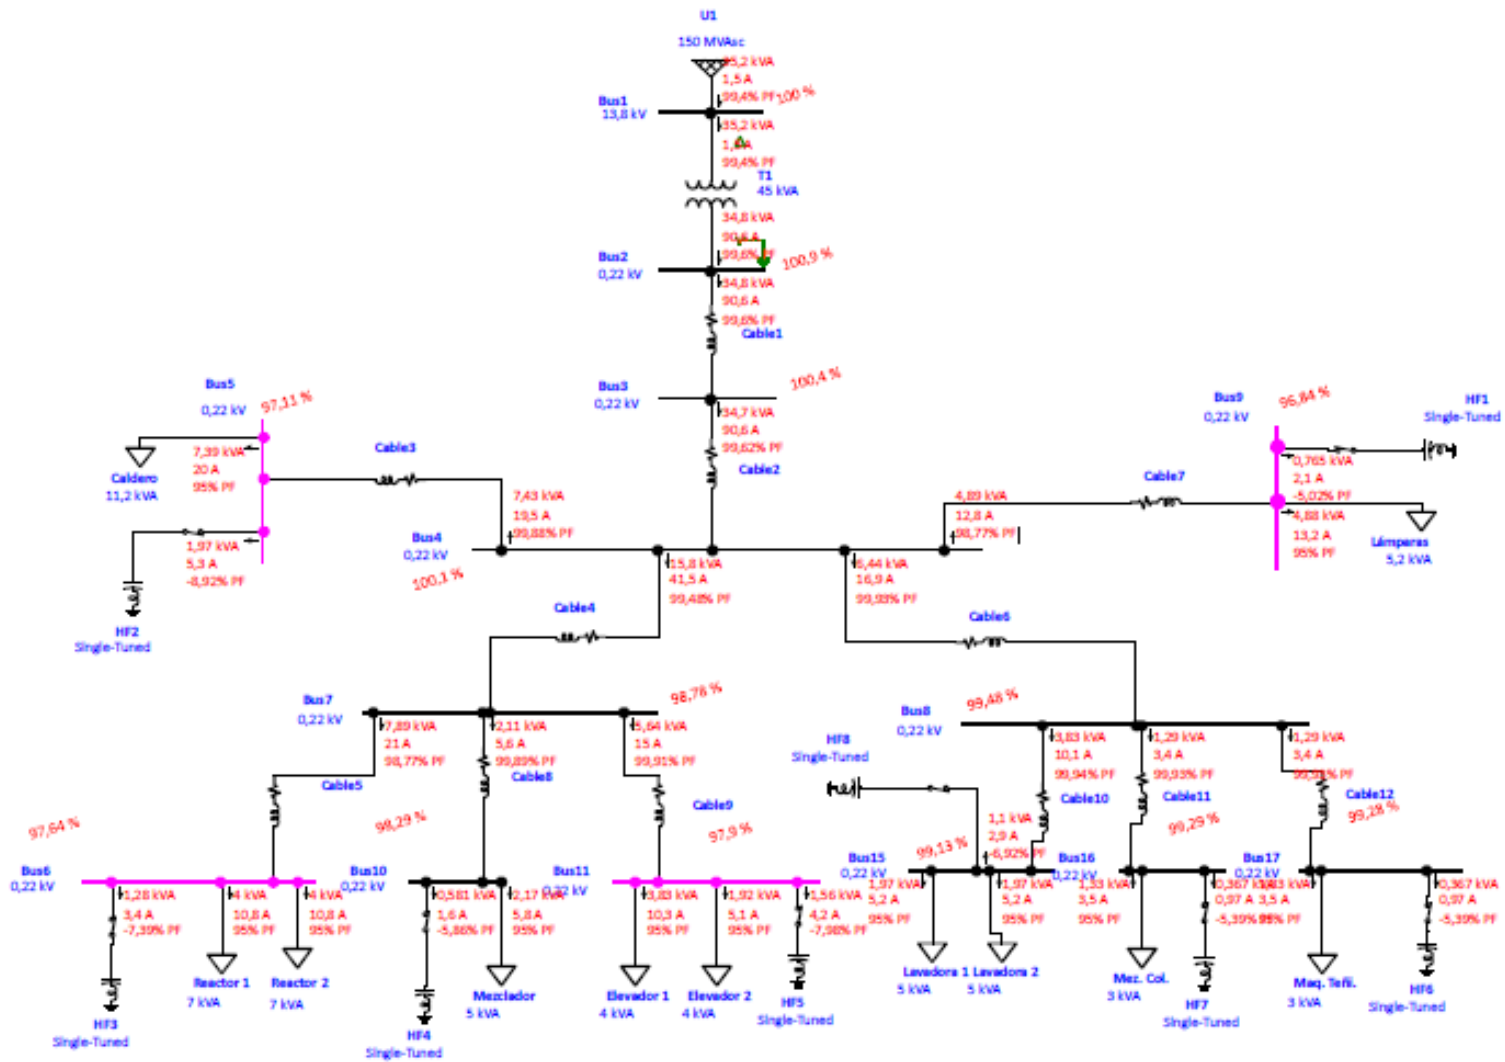 U1
150 MVAsc
35,2 kVA
1,5 A
99,4% PF
100 %
Bus1
13,8 kV
35,2 kVA
99,4% PF
T1
45 kVA
34,8 kVA
90,6 A
99,6% PF
100,9 %
Bus2
0,22 kV
34,8 kVA
90,6 A
99,6% PF
Cable1
Bus3
0,22 kV
100,4 %
34,7 kVA
90,6 A
99,62% PF
Cable2
Bus5
0,22 kV
97,11 %
7,39 kVA
20 A
95% PF
Caldero
11,2 kVA
1,97 kVA
5,3 A
-8,92% PF
HF2
Single-Tuned
Cable3
7,43 kVA
19,5 A
99,88% PF
Bus4
0,22 kV
100,1 %
15,8 kVA
41,5 A
99,48% PF
6,44 kVA
16,9 A
99,93% PF
4,89 kVA
12,8 A
98,77% PF
Cable7
Bus9
0,22 kV
96,84 %
HF1
Single-Tuned
0,765 kVA
2,1 A
-5,02% PF
4,88 kVA
13,2 A
95% PF
Lámparas
5,2 kVA
Cable4
Cable6
Bus7
0,22 kV
98,78 %
7,89 kVA
21 A
98,77% PF
2,11 kVA
5,6 A
99,89% PF
5,64 kVA
15 A
99,91% PF
Cable5
Cable8
Cable9
Bus8
0,22 kV
99,48 %
3,83 kVA
10,1 A
99,94% PF
1,29 kVA
3,4 A
99,93% PF
1,29 kVA
3,4 A
Cable10
Cable11
Cable12
HF8
Single-Tuned
1,1 kVA
2,9 A
-6,92% PF
97,64 %
Bus6
0,22 kV
1,28 kVA
3,4 A
-7,39% PF
4 kVA
10,8 A
95% PF
4 kVA
10,8 A
95% PF
HF3
Single-Tuned
Reactor 1
7 kVA
Reactor 2
7 kVA
98,29 %
Bus10
0,22 kV
0,581 kVA
1,6 A
-5,86% PF
2,17 kVA
5,8 A
95% PF
HF4
Single-Tuned
Mezclador
5 kVA
97,9 %
Bus11
0,22 kV
3,83 kVA
10,3 A
95% PF
1,92 kVA
5,1 A
95% PF
1,56 kVA
4,2 A
-7,98% PF
Elevador 1
4 kVA
Elevador 2
4 kVA
HF5
Single-Tuned
99,13 %
Bus15
0,22 kV
1,97 kVA
5,2 A
95% PF
1,97 kVA
5,2 A
95% PF
Lavadora 1
5 kVA
Lavadora 2
5 kVA
99,29 %
Bus16
0,22 kV
1,33 kVA
3,5 A
95% PF
0,367 kVA
0,97 A
-5,39%
Mez. Col.
3 kVA
HF7
Single-Tuned
99,28 %
Bus17
0,22 kV
3,5 A
95% PF
0,367 kVA
0,97 A
-5,39% PF
Maq. Teñi.
3 kVA
HF6
Single-Tuned